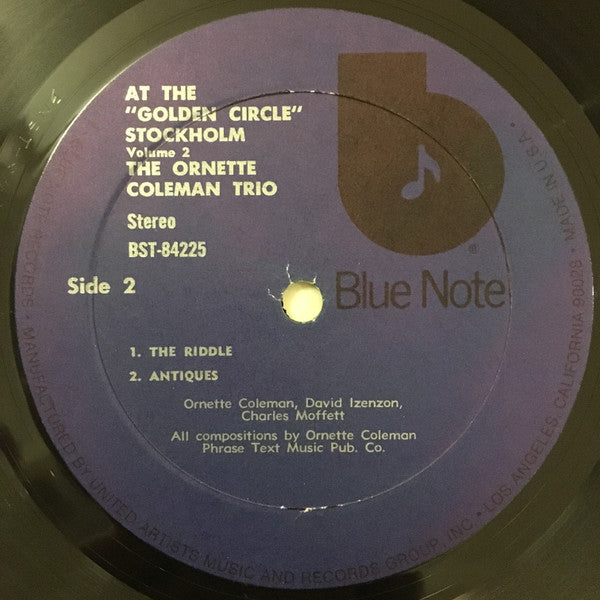 AT THE
"GOLDEN CIRCLE"
STOCKHOLM
Volume 2
THE ORNETTE
COLEMAN TRIO
Stereo
BST-84225
Side 2
b
®
Blue Note
1. THE RIDDLE
2. ANTIQUES
Ornette Coleman, David Izenzon,
Charles Moffett
All compositions by Ornette Coleman
Phrase Text Music Pub. Co.
RECORDS • MANUFACTURED BY UNITED ARTISTS MUSIC AND RECORDS GROUP, INC. • LOS ANGELES, CALIFORNIA 90028 • MADE IN U.S.A.